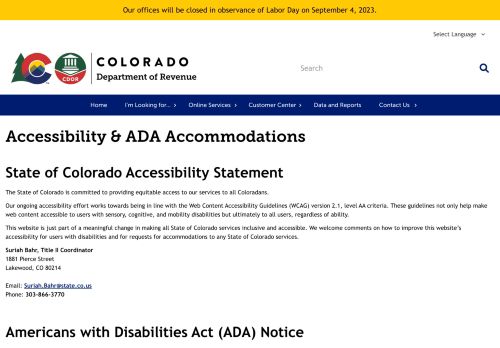 Our offices will be closed in observance of Labor Day on September 4, 2023.
Select Language
COLORADO
Department of Revenue
CDOR
Search
Home
I'm Looking for...
Online Services
Customer Center
Data and Reports
Contact Us
Accessibility & ADA Accommodations
State of Colorado Accessibility Statement
The State of Colorado is committed to providing equitable access to our services to all Coloradans.
Our ongoing accessibility effort works towards being in line with the Web Content Accessibility Guidelines (WCAG) version 2.1, level AA criteria. These guidelines not only help make
web content accessible to users with sensory, cognitive, and mobility disabilities but ultimately to all users, regardless of ability.
This website is just part of a meaningful change in making all State of Colorado services inclusive and accessible. We welcome comments on how to improve this website's
accessibility for users with disabilities and for requests for accommodations to any State of Colorado services.
Suriah Bahr, Title II Coordinator
1881 Pierce Street
Lakewood, CO 80214
Email: Suriah.Bahr@state.co.us
Phone: 303-866-3770
Americans with Disabilities Act (ADA) Notice